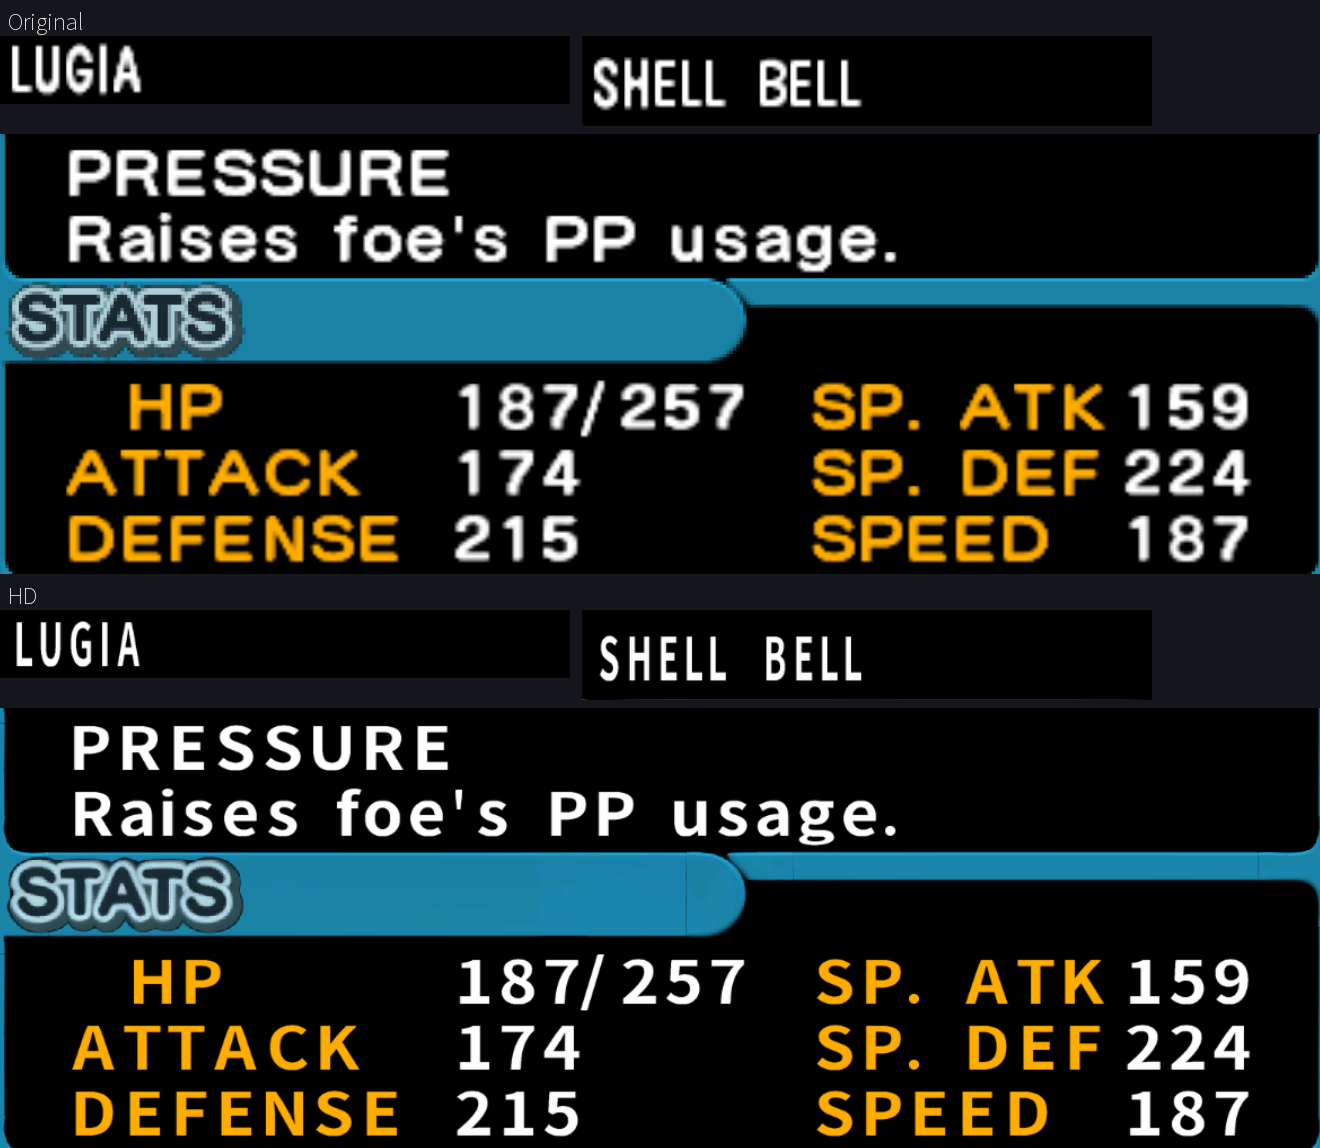 Original
LUGIA
SHELL BELL
PRESSURE
Raises foe's PP usage.
STATS
HP 187/257 SP. ATK 159
ATTACK 174 SP. DEF 224
DEFENSE 215 SPEED 187
HD
LUGIA
SHELL BELL
PRESSURE
Raises foe's PP usage.
STATS
HP 187/257 SP. ATK 159
ATTACK 174 SP. DEF 224
DEFENSE 215 SPEED 187